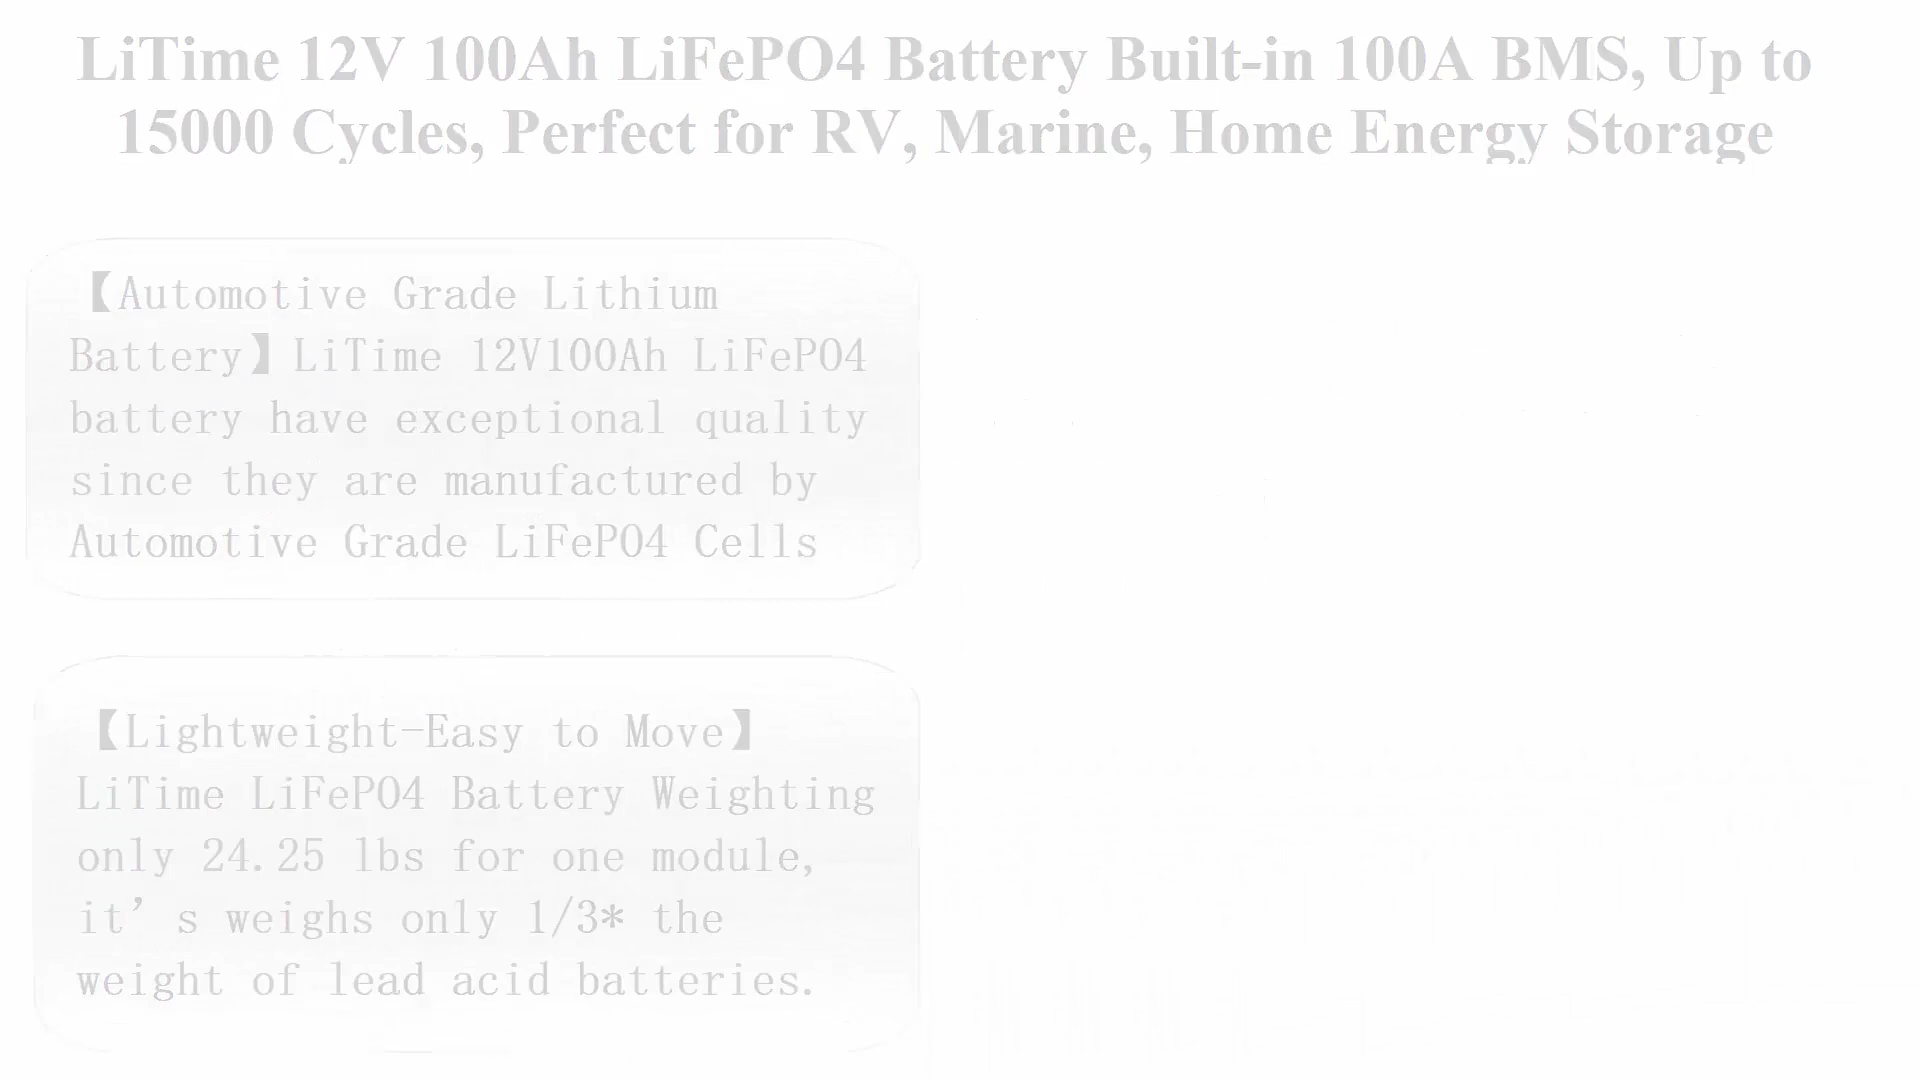 LiTime 12V 100Ah LiFePO4 Battery Built-in 100A BMS, Up to
15000 Cycles, Perfect for RV, Marine, Home Energy Storage
【Automotive Grade Lithium
Battery】LiTime 12V100Ah LiFePO4
battery have exceptional quality
since they are manufactured by
Automotive Grade LiFePO4 Cells
【Lightweight-Easy to Move】
LiTime LiFePO4 Battery Weighting
only 24.25 lbs for one module,
it’s weighs only 1/3* the
weight of lead acid batteries.